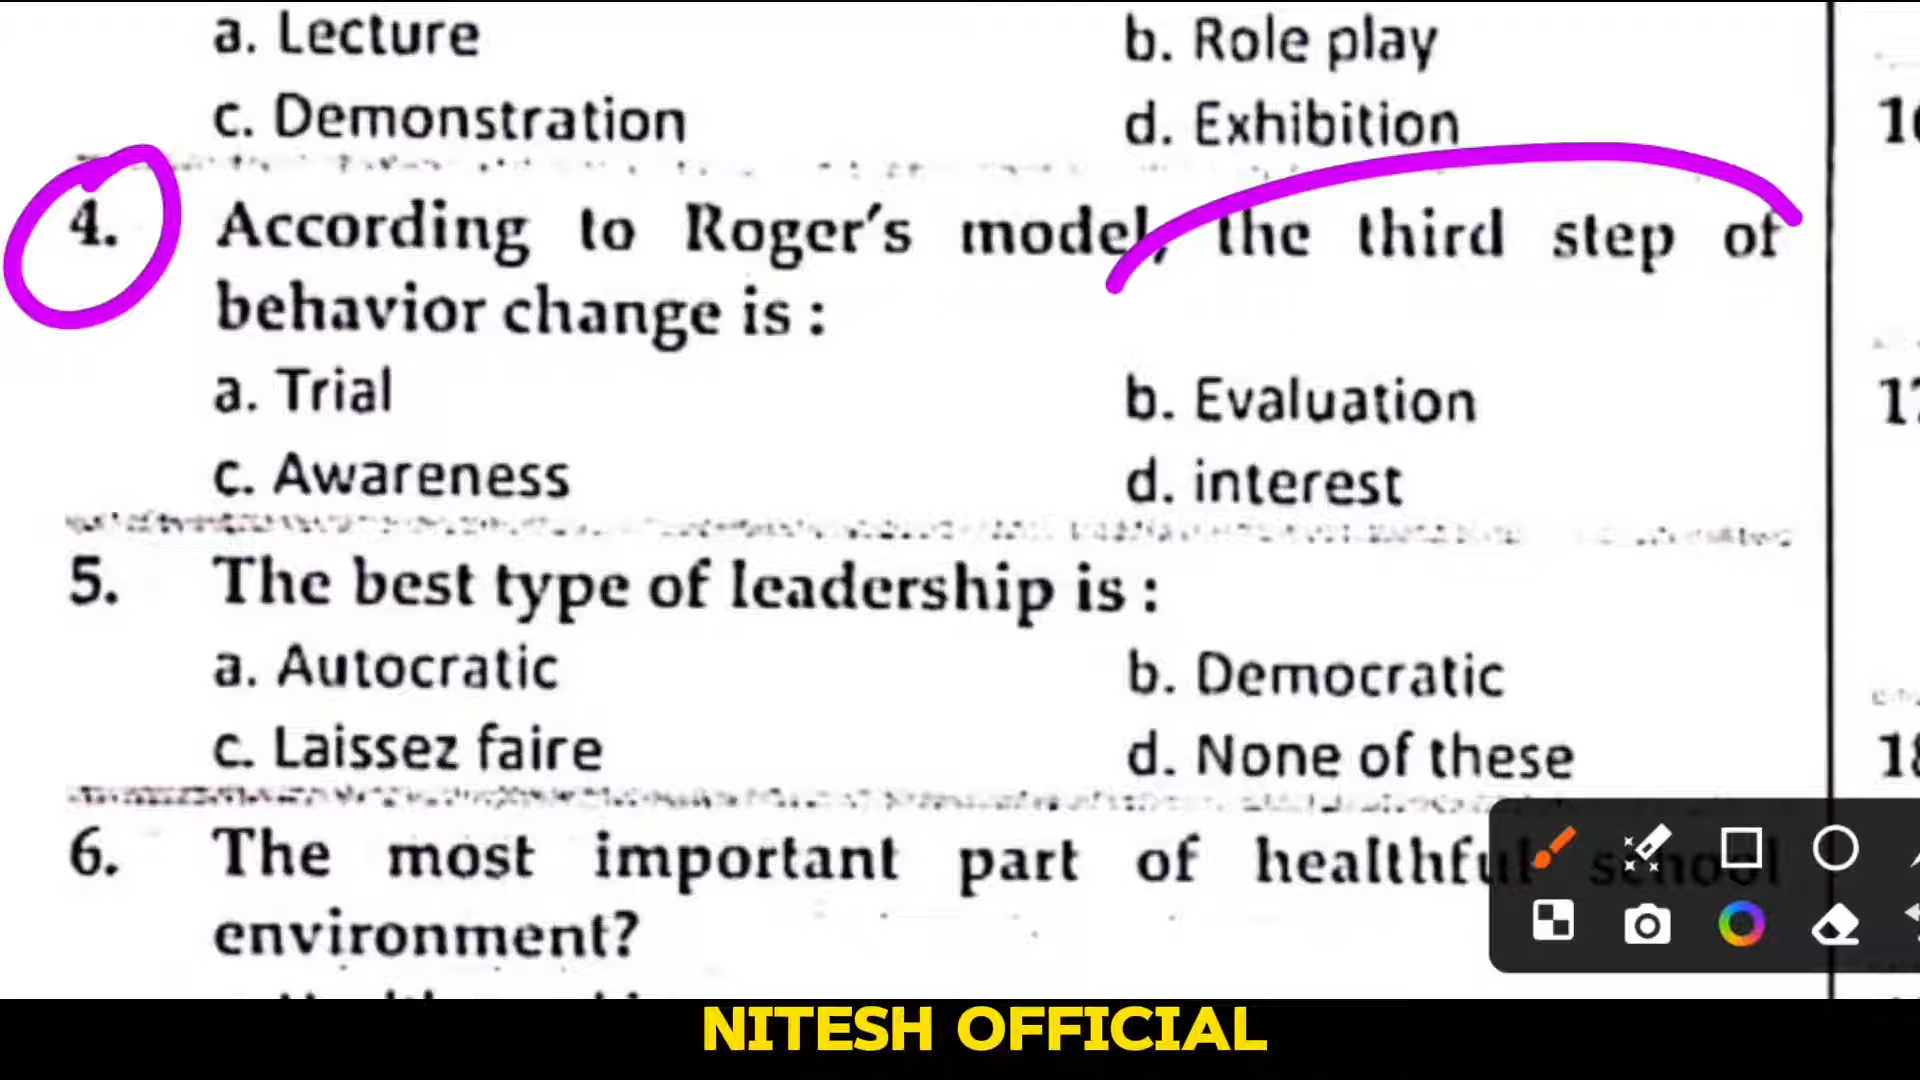 a. Lecture b. Role play
c. Demonstration d. Exhibition
4. According to Roger's model, the third step of
behavior change is :
a. Trial b. Evaluation
c. Awareness d. interest
5. The best type of leadership is :
a. Autocratic b. Democratic
c. Laissez faire d. None of these
6. The most important part of healthful school
environment?
NITESH OFFICIAL